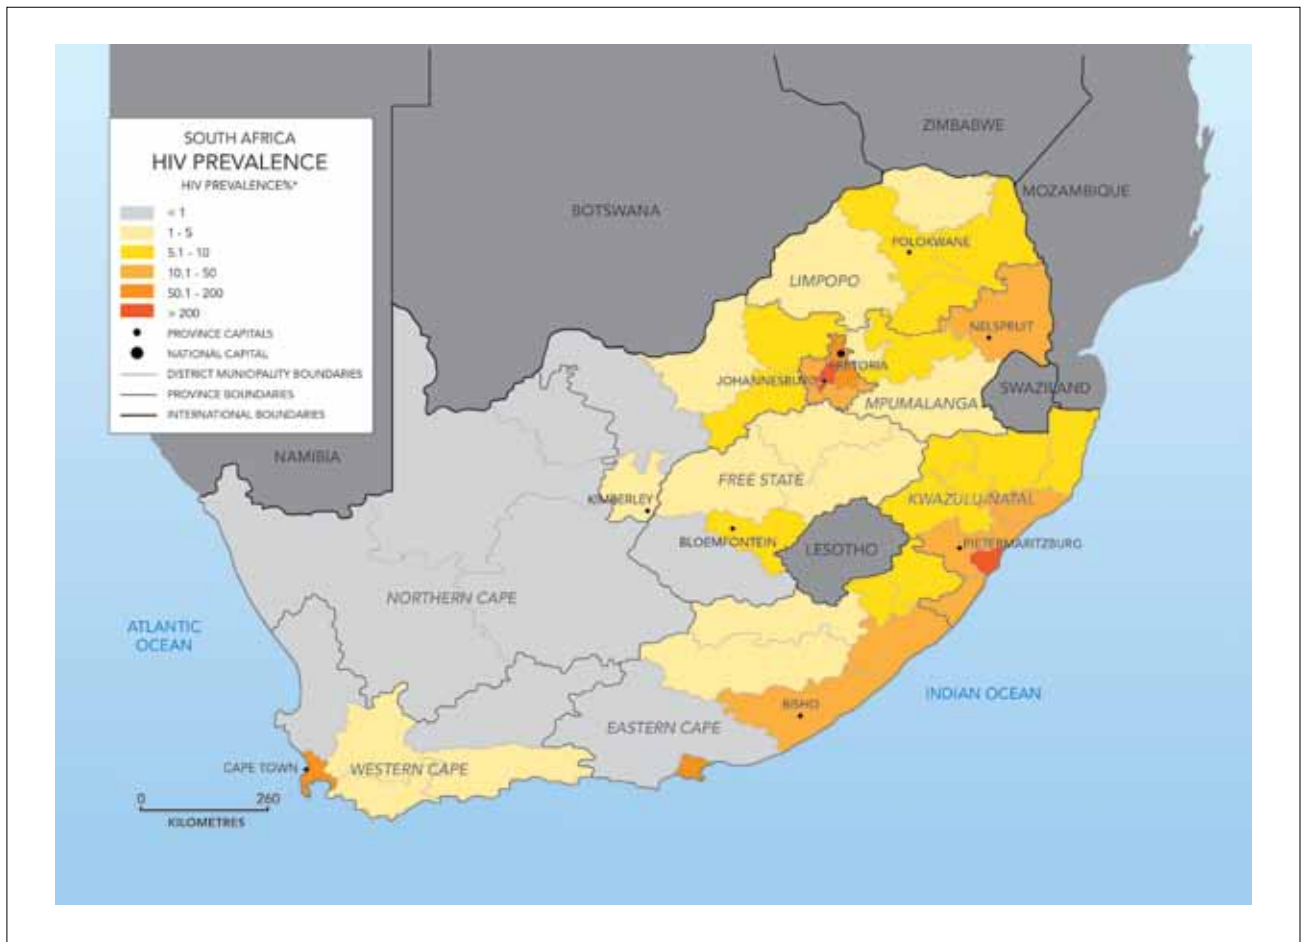 ZIMBABWE
SOUTH AFRICA
HIV PREVALENCE
HIV PREVALENCE%*
< 1
1 - 5
5.1 - 10
10.1 - 50
50.1 - 200
> 200
PROVINCE CAPITALS
NATIONAL CAPITAL
DISTRICT MUNICIPALITY BOUNDARIES
PROVINCE BOUNDARIES
INTERNATIONAL BOUNDARIES
MOZAMBIQUE
BOTSWANA
POLOKWANE
LIMPOPO
NELSPRUIT
PRETORIA
JOHANNESBURG
SWAZILAND
MPUMALANGA
NAMIBIA
FREE STATE
KIMBERLEY
KWAZULU-NATAL
BLOEMFONTEIN
LESOTHO
PIETERMARITZBURG
NORTHERN CAPE
ATLANTIC
OCEAN
INDIAN OCEAN
BISHO
EASTERN CAPE
CAPE TOWN
WESTERN CAPE
0 260
KILOMETRES